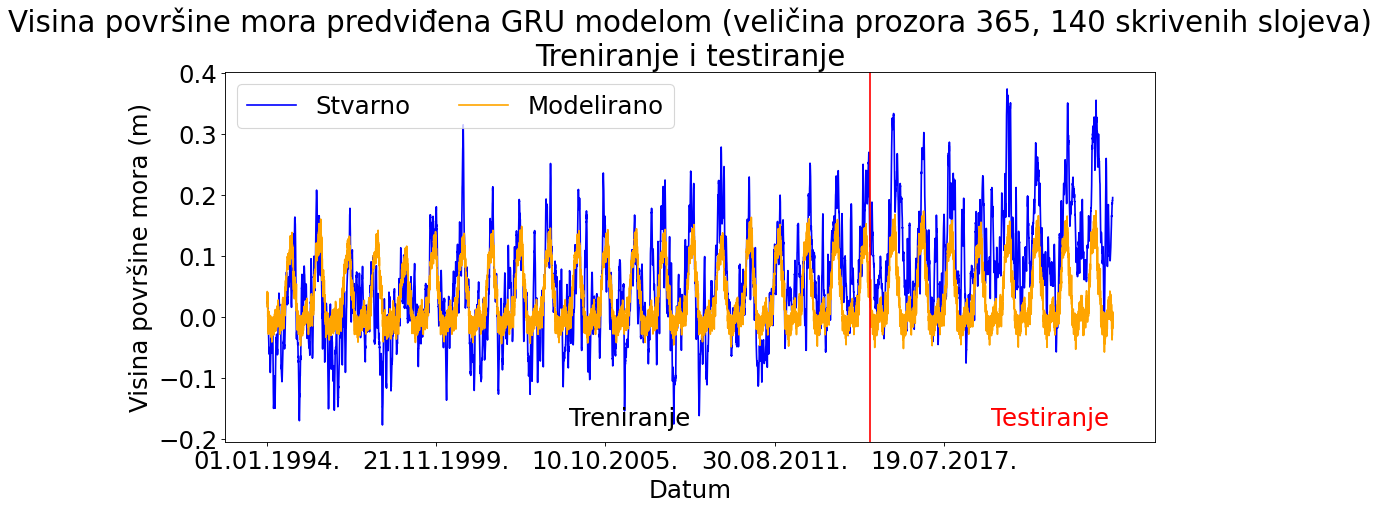 Visina površine mora predviđena GRU modelom (veličina prozora 365, 140 skrivenih slojeva)
Treniranje i testiranje
Stvarno
Modelirano
Visina površine mora (m)
0.4
0.3
0.2
0.1
0.0
−0.1
−0.2
Treniranje
Testiranje
01.01.1994.
21.11.1999.
10.10.2005.
30.08.2011.
19.07.2017.
Datum